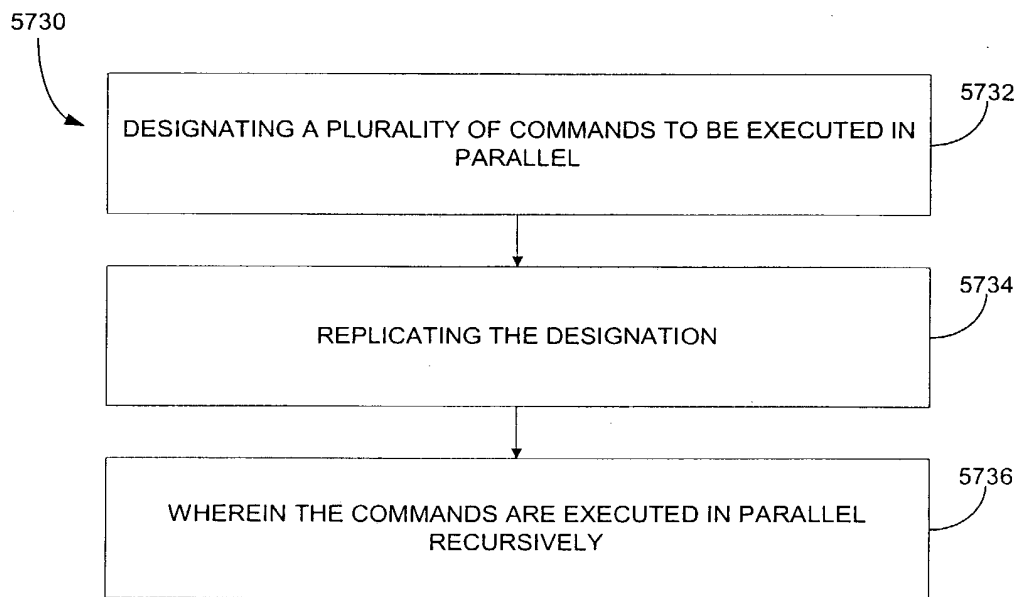 5730
5732
DESIGNATING A PLURALITY OF COMMANDS TO BE EXECUTED IN
PARALLEL
5734
REPLICATING THE DESIGNATION
5736
WHEREIN THE COMMANDS ARE EXECUTED IN PARALLEL
RECURSIVELY